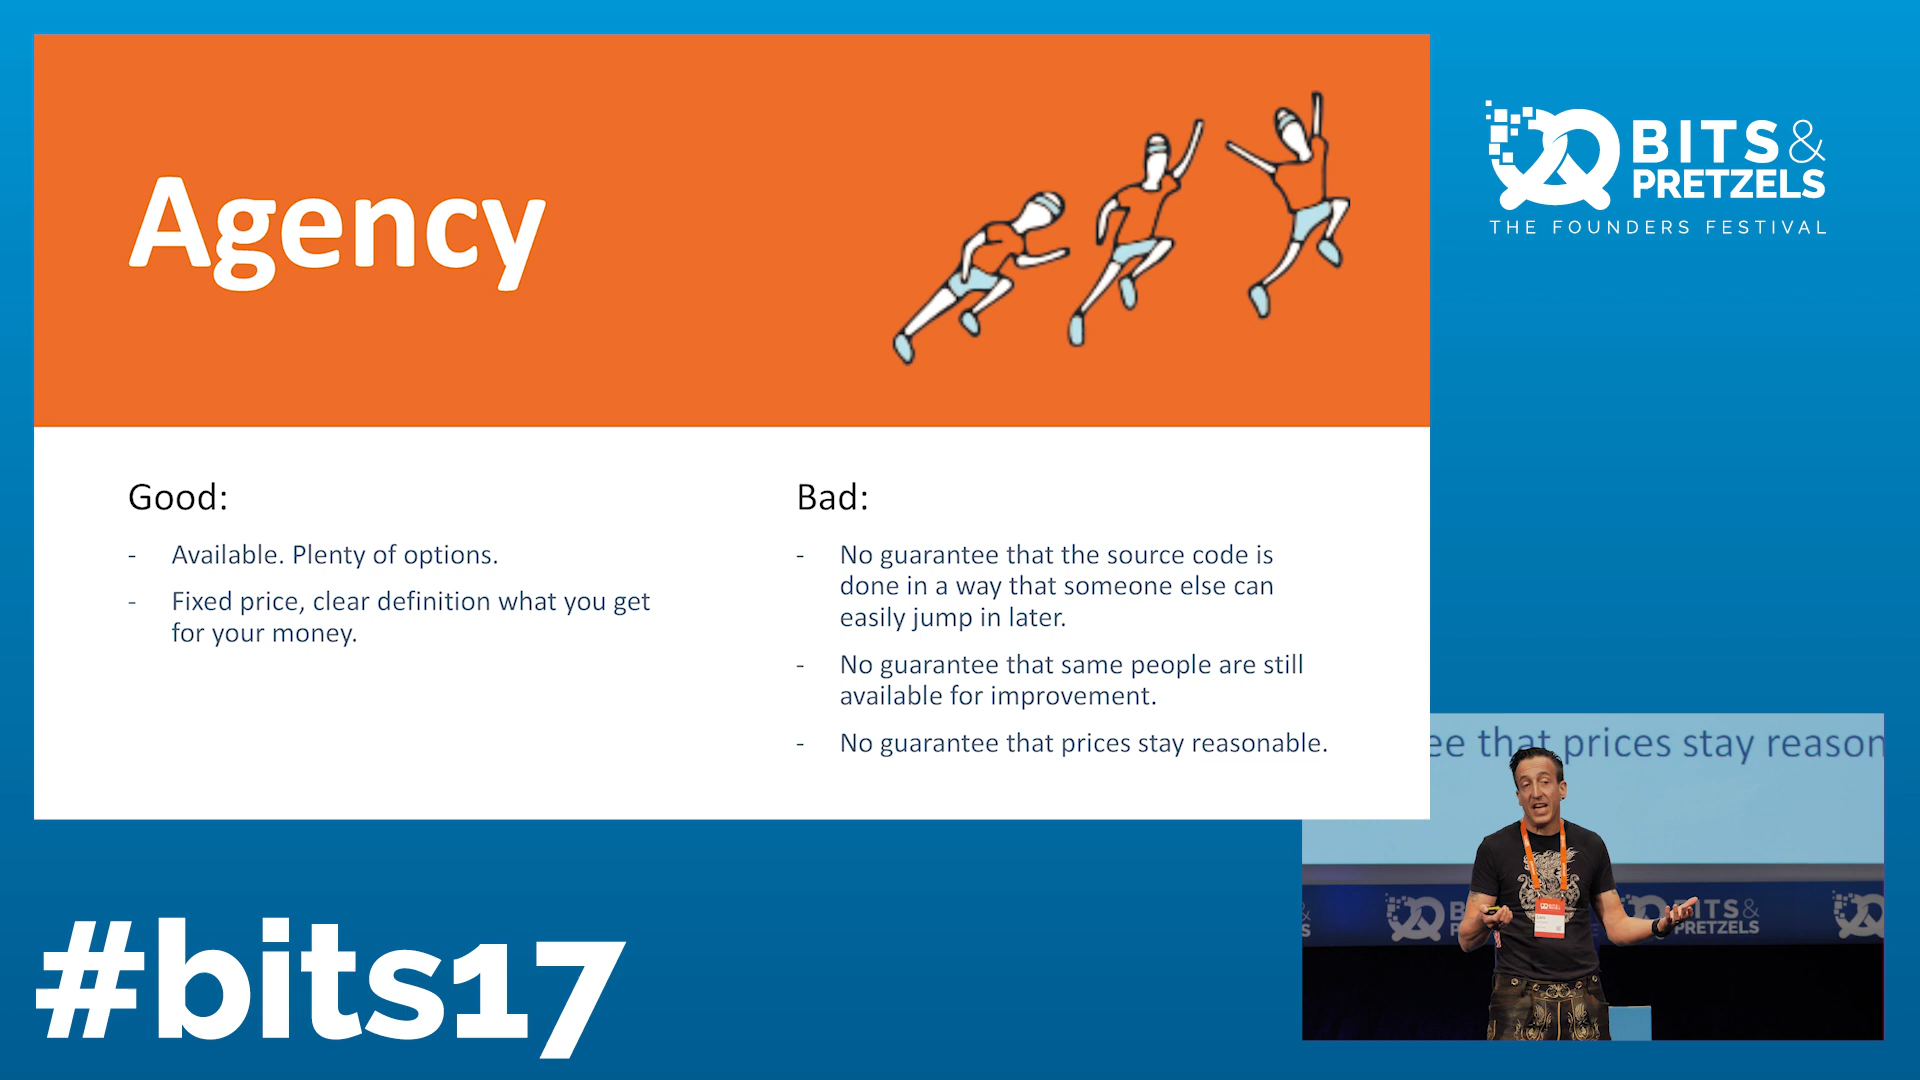 Agency
Good:
- Available. Plenty of options.
- Fixed price, clear definition what you get
for your money.
Bad:
- No guarantee that the source code is
done in a way that someone else can
easily jump in later.
- No guarantee that same people are still
available for improvement.
- No guarantee that prices stay reasonable.
BITS &
PRETZELS
THE FOUNDERS FESTIVAL
ee that prices stay reason
BITS&
PRETZELS
#bits17